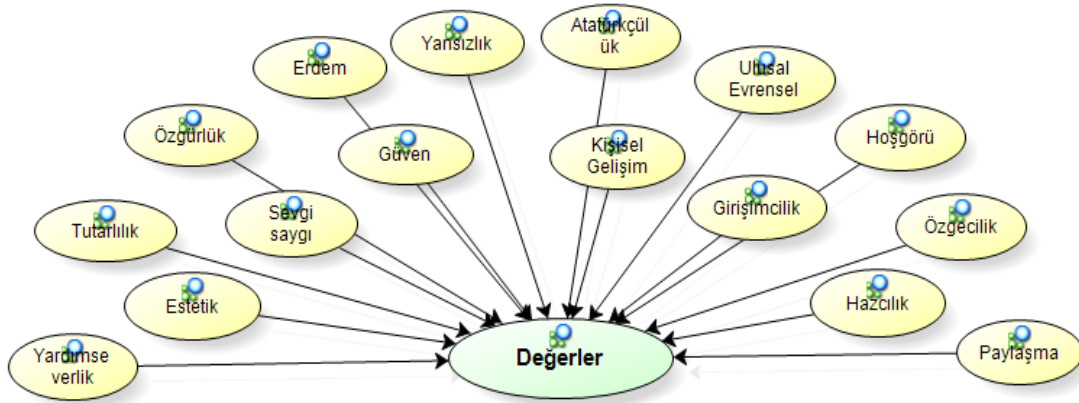 Yansızlık
Atatürkçül
ük
Erdem
Ulusal
Evrensel
Özgürlük
Güven
Kişisel
Gelişim
Hoşgörü
Tutarlılık
Sevgi
saygı
Girişimcilik
Özgecilik
Estetik
Hazcılık
Yardımse
verlik
Değerler
Paylaşma